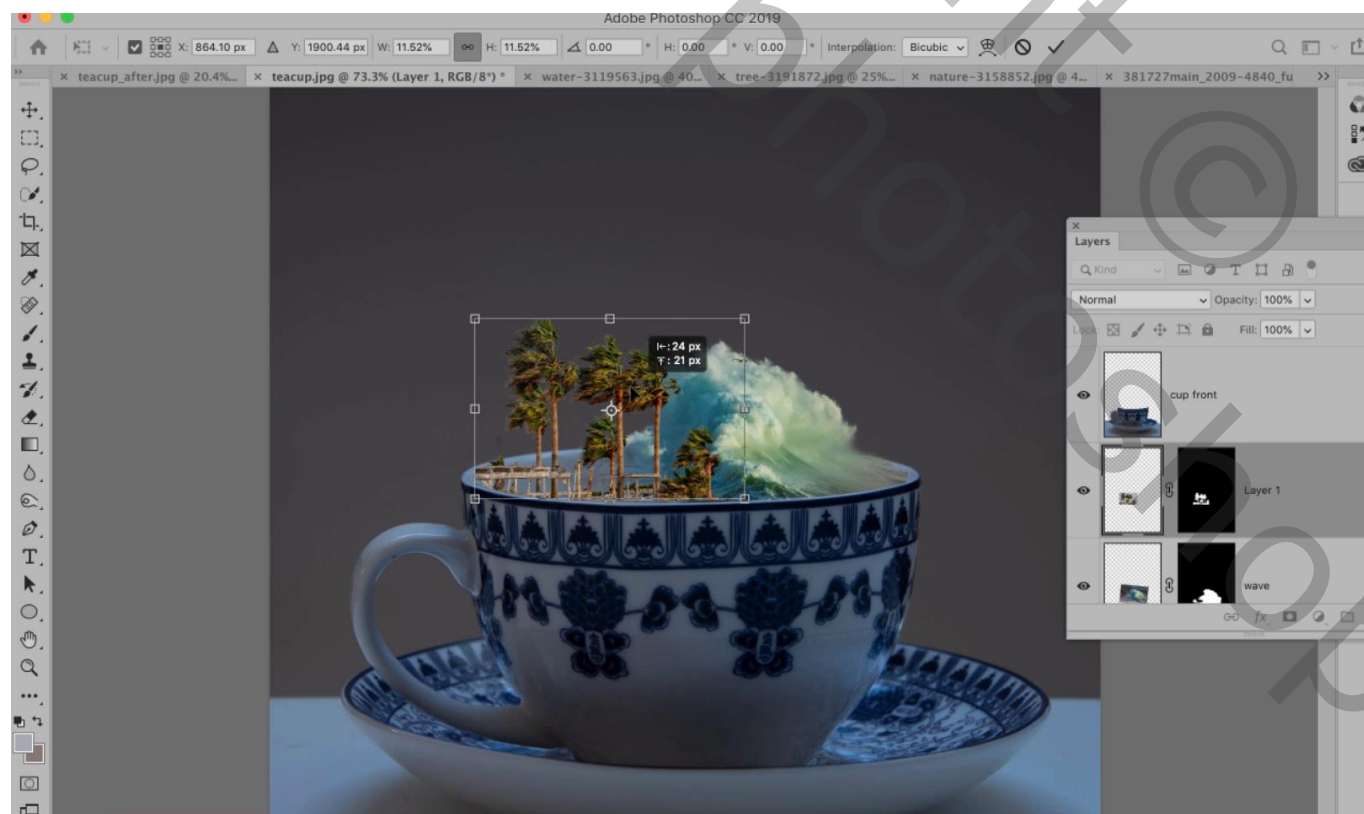 Adobe Photoshop CC 2019
X: 864.10 px Y: 1900.44 px W: 11.52% H: 11.52% 0.00 ° H: 0.00 ° V: 0.00 ° Interpolation: Bicubic
× teacup_after.jpg @ 20.4%... × teacup.jpg @ 73.3% (Layer 1, RGB/8*) * × water-3119563.jpg @ 40... × tree-3191872.jpg @ 25%... × nature-3158852.jpg @ 4... × 381727main_2009-4840_fu >>
×
Layers
Kind
Normal Opacity: 100%
Lock: Fill: 100%
24 px
21 px
cup front
Layer 1
wave
fx
©
photoshop